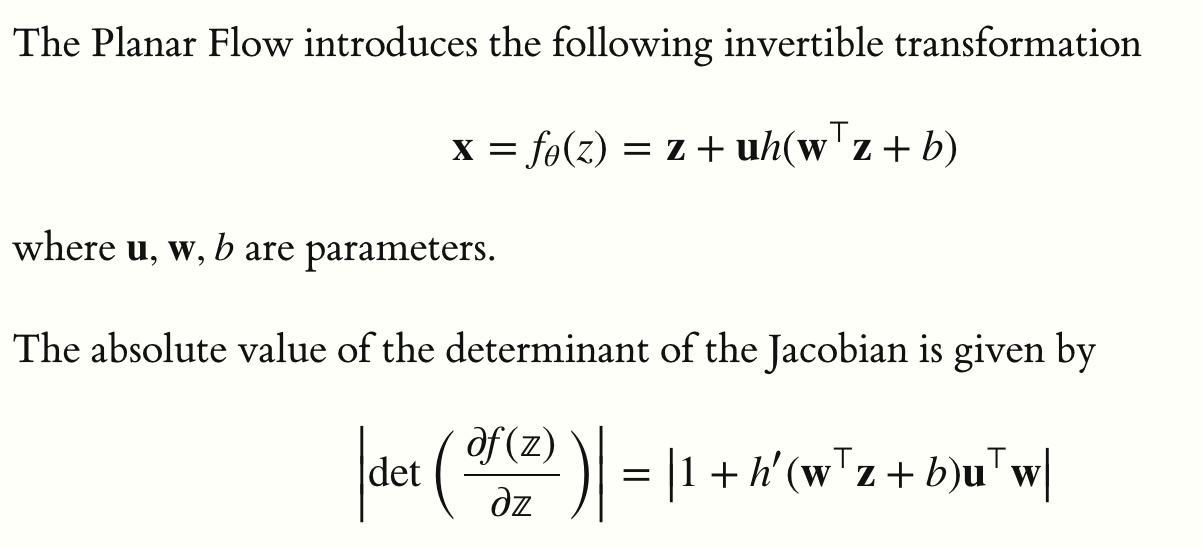 The Planar Flow introduces the following invertible transformation
𝐱 = f_θ(z) = 𝐳 + 𝐮h(𝐰^⊤𝐳 + b)
where 𝐮, 𝐰, b are parameters.
The absolute value of the determinant of the Jacobian is given by
|det (∂f(𝕫)/∂𝕫)| = |1 + h′(𝐰^⊤𝐳 + b)𝐮^⊤𝐰|